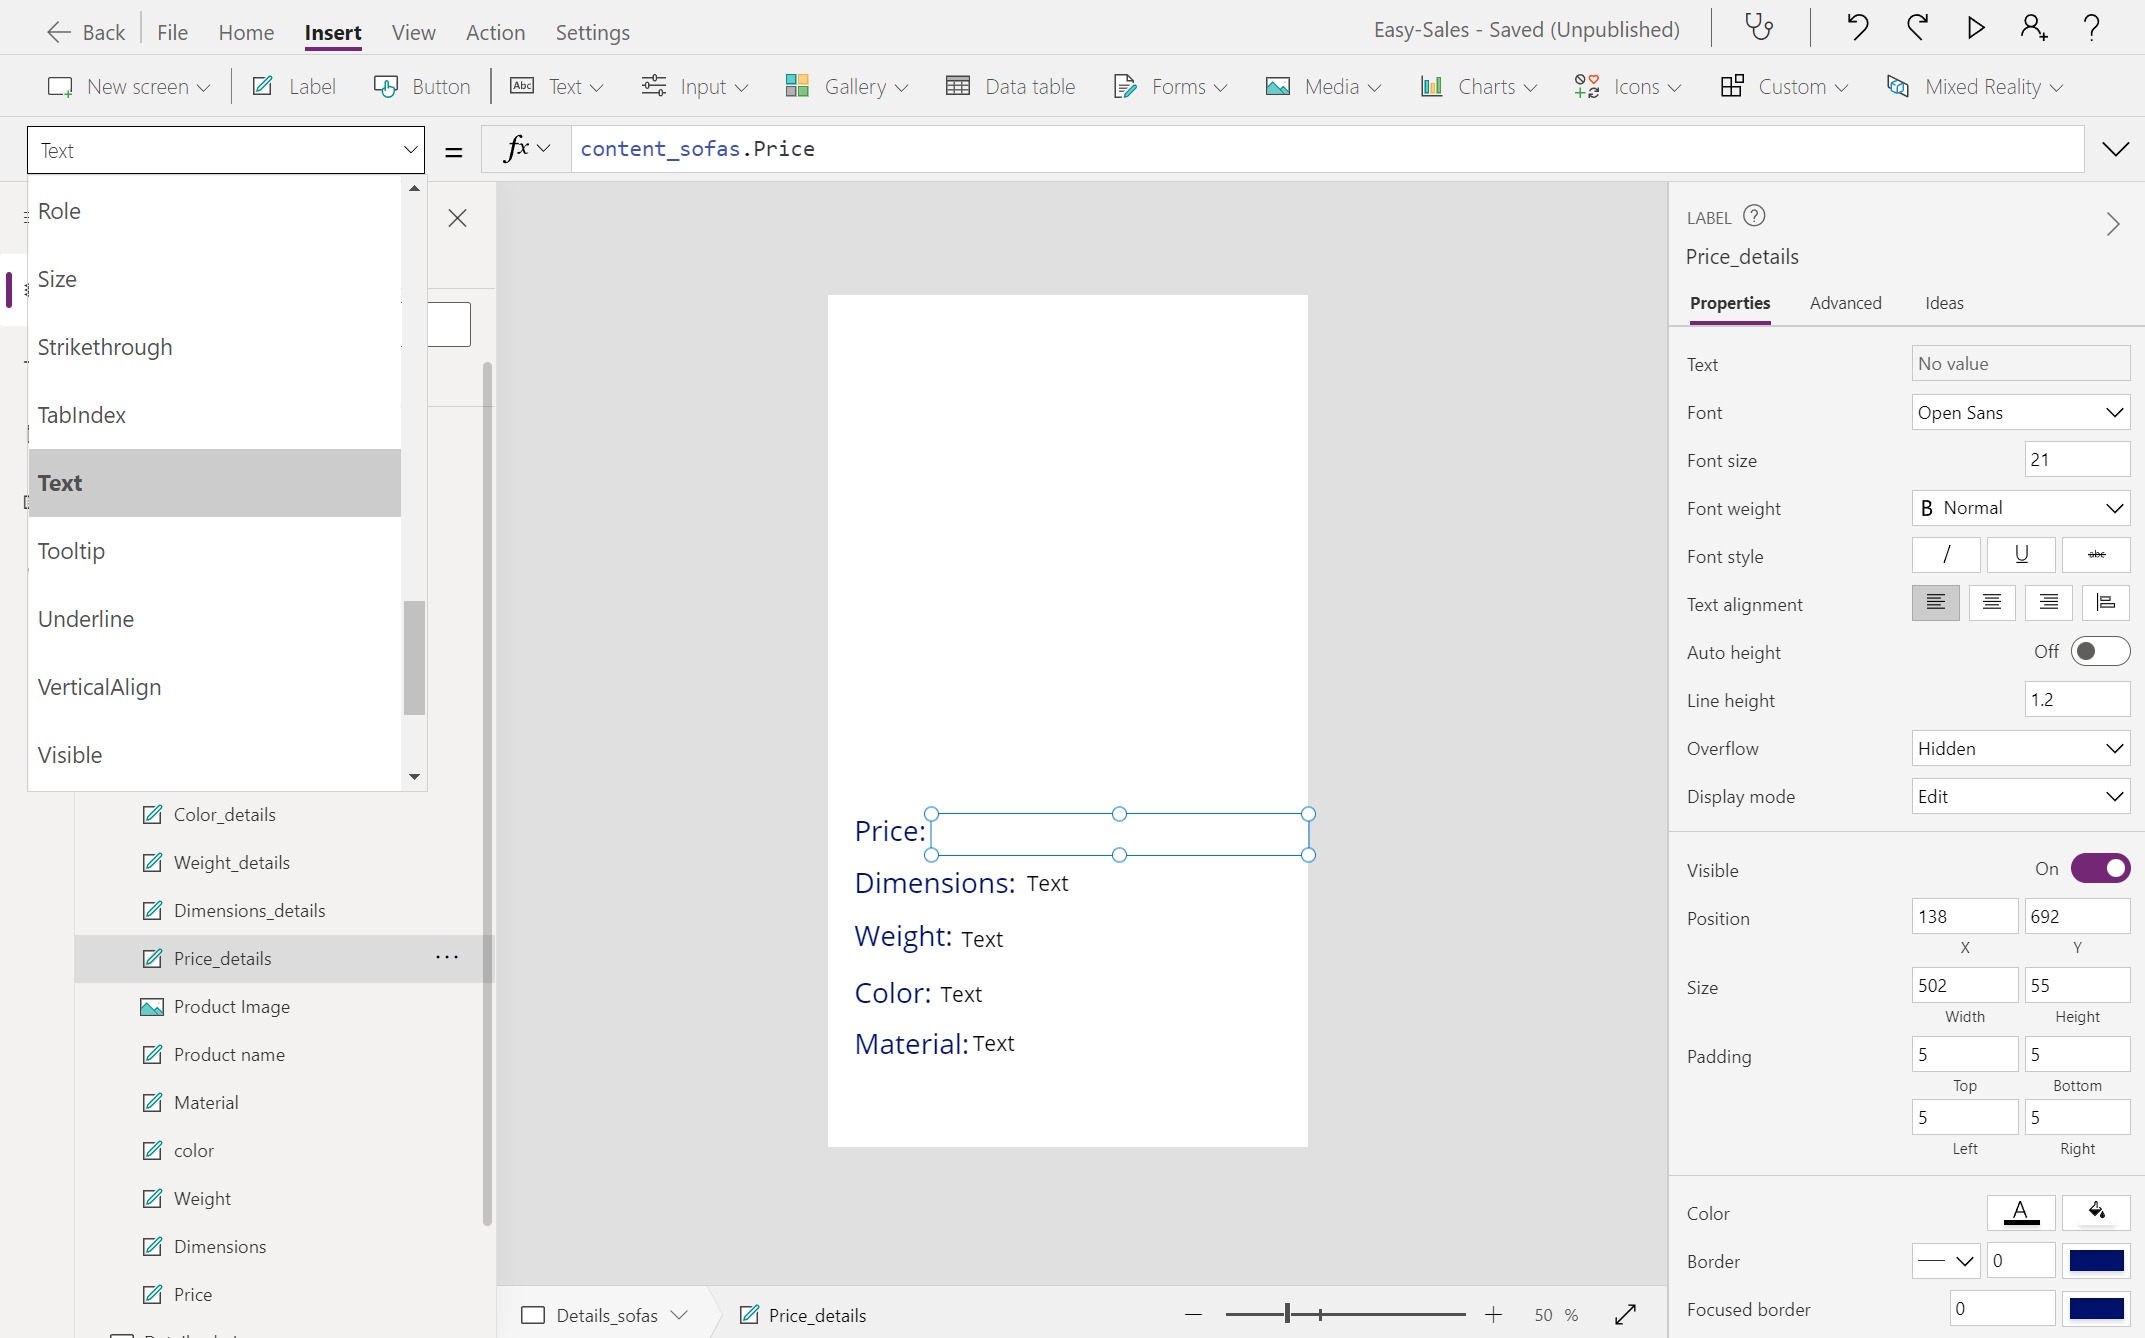 Back File Home Insert View Action Settings Easy-Sales - Saved (Unpublished)
New screen Label Button Abc Text Input Gallery Data table Forms Media Charts Icons Custom Mixed Reality
Text = fx content_sofas.Price
Role
Size
Strikethrough
TabIndex
Text
Tooltip
Underline
VerticalAlign
Visible
Color_details
Weight_details
Dimensions_details
Price_details ...
Product Image
Product name
Material
color
Weight
Dimensions
Price
Price:
Dimensions: Text
Weight: Text
Color: Text
Material: Text
Details_sofas Price_details 50 %
LABEL ?
Price_details
Properties Advanced Ideas
Text No value
Font Open Sans
Font size 21
Font weight B Normal
Font style / U abc
Text alignment
Auto height Off
Line height 1.2
Overflow Hidden
Display mode Edit
Visible On
Position 138 692
X Y
Size 502 55
Width Height
Padding 5 5
Top Bottom
5 5
Left Right
Color A
Border 0
Focused border 0